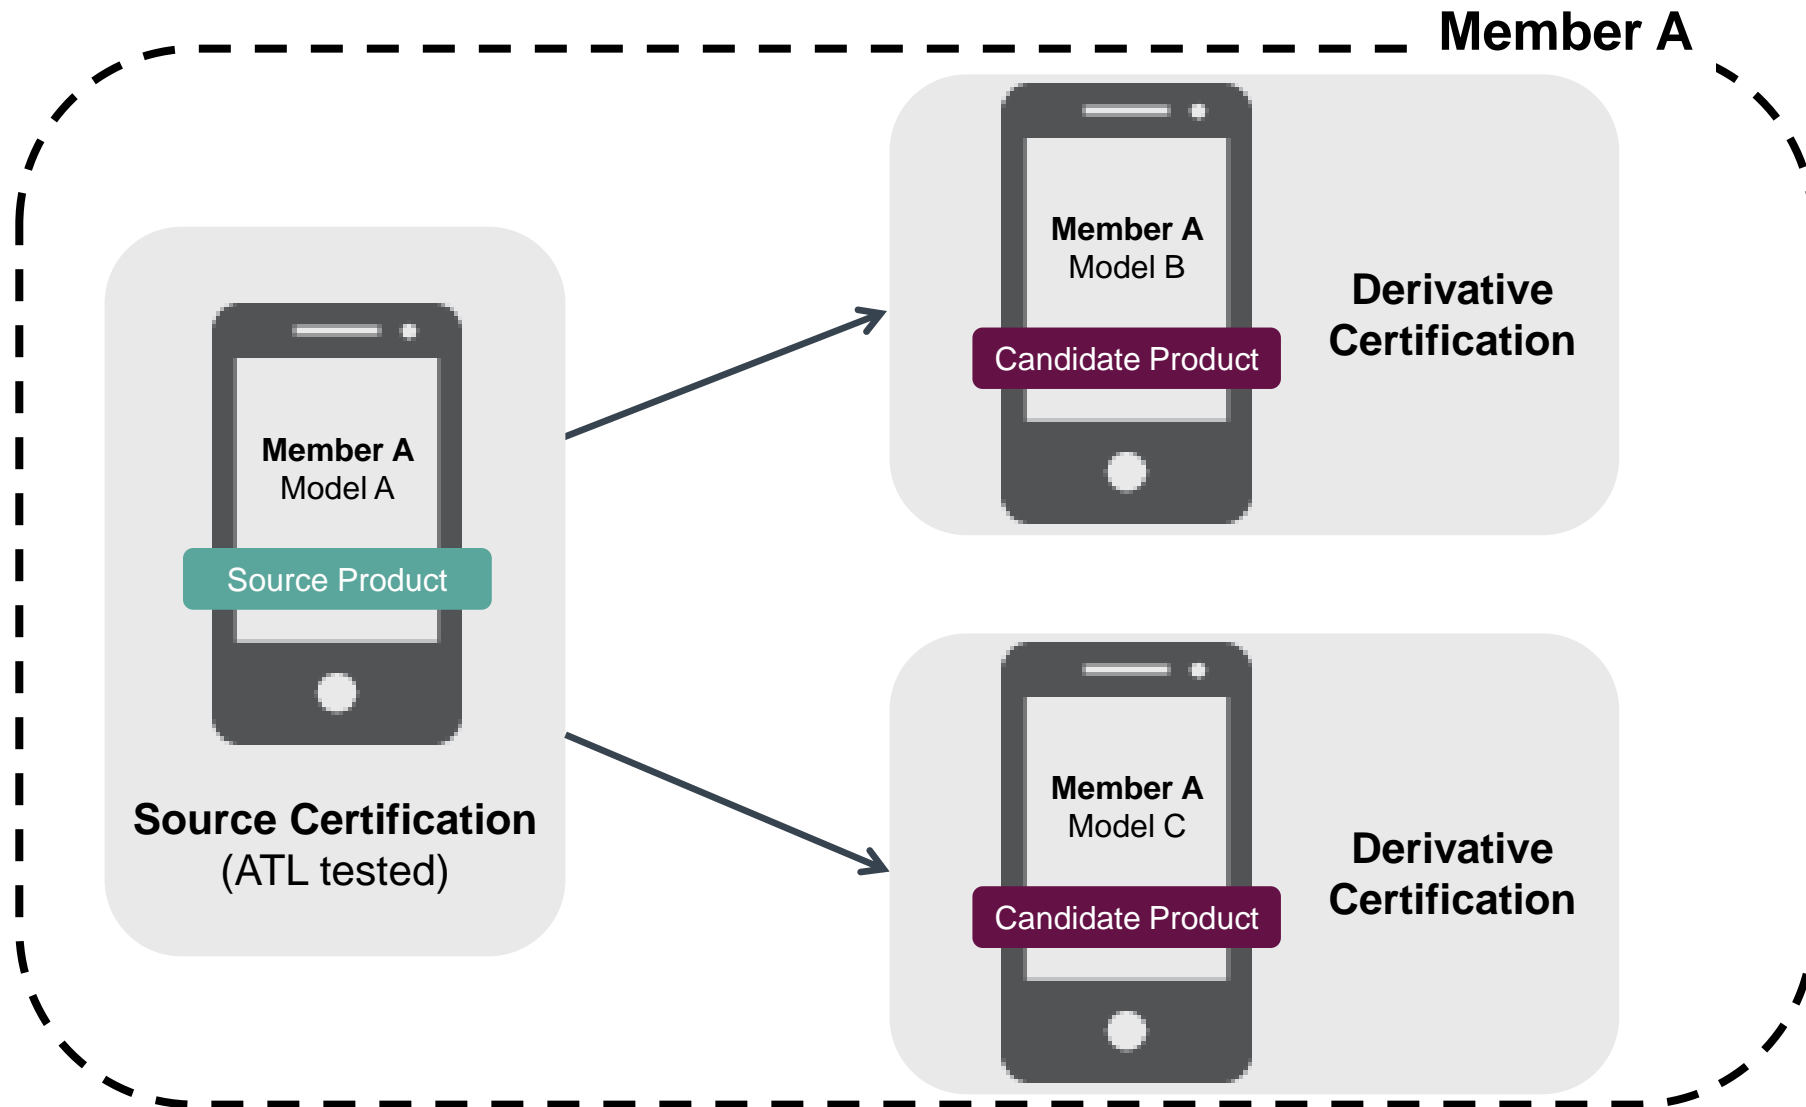 Member A
Member A
Model A
Source Product
Source Certification
(ATL tested)
Member A
Model B
Candidate Product
Derivative
Certification
Member A
Model C
Candidate Product
Derivative
Certification